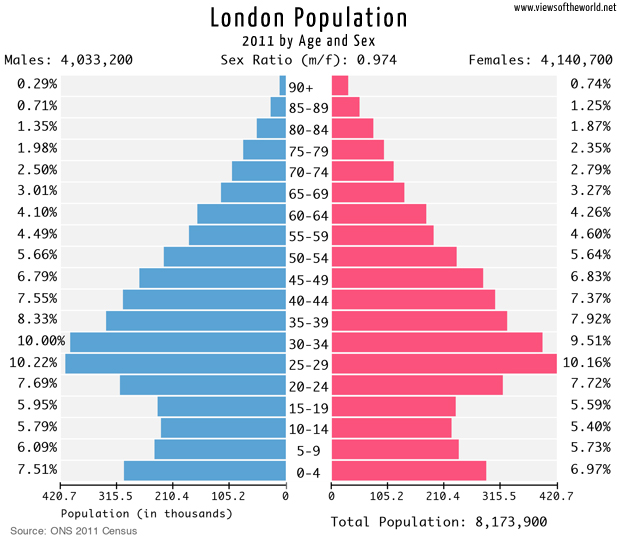 www.viewsoftheworld.net
London Population
2011 by Age and Sex
Males: 4,033,200 Sex Ratio (m/f): 0.974 Females: 4,140,700
0.29% 90+ 0.74%
0.71% 85-89 1.25%
1.35% 80-84 1.87%
1.98% 75-79 2.35%
2.50% 70-74 2.79%
3.01% 65-69 3.27%
4.10% 60-64 4.26%
4.49% 55-59 4.60%
5.66% 50-54 5.64%
6.79% 45-49 6.83%
7.55% 40-44 7.37%
8.33% 35-39 7.92%
10.00% 30-34 9.51%
10.22% 25-29 10.16%
7.69% 20-24 7.72%
5.95% 15-19 5.59%
5.79% 10-14 5.40%
6.09% 5-9 5.73%
7.51% 0-4 6.97%
420.7 315.5 210.4 105.2 0 0 105.2 210.4 315.5 420.7
Population (in thousands)
Total Population: 8,173,900
Source: ONS 2011 Census